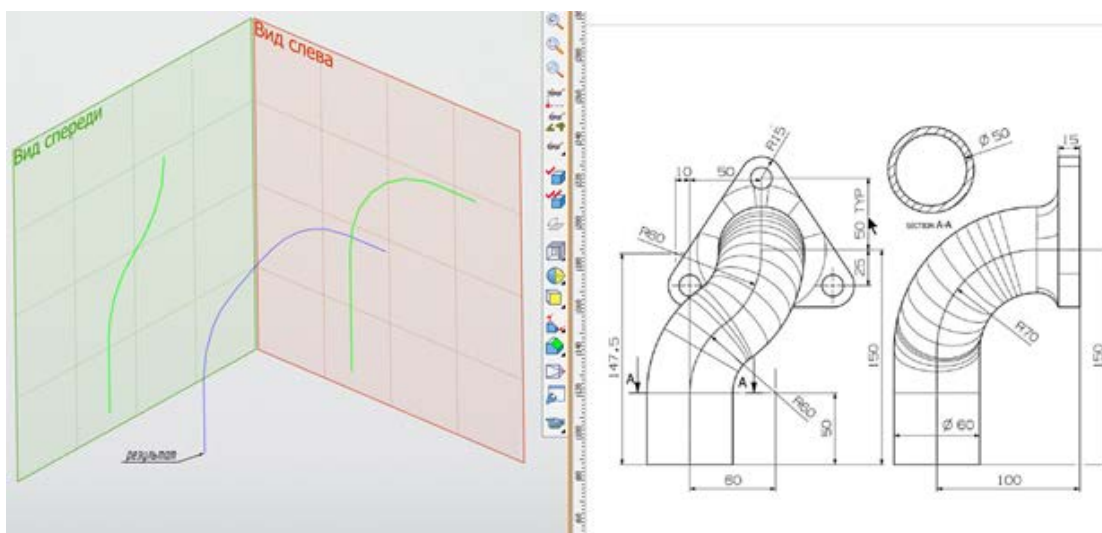 Вид спереди
Вид слева
результат
R15
10
50
Ø 50
15
SECTION A-A
50 TYP
R60
25
R70
147.5
150
150
A
A
R60
50
Ø 60
60
100